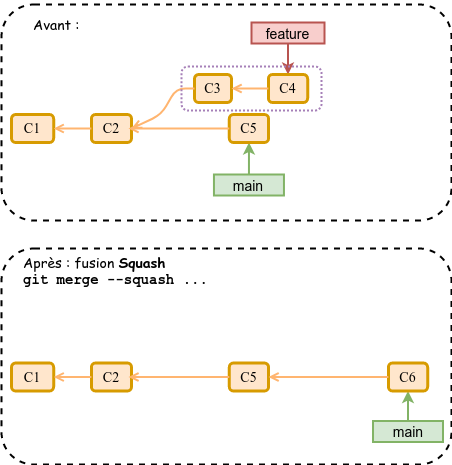 Avant :
feature
C3 C4
C1 C2 C5
main
Après : fusion Squash
git merge --squash ...
C1 C2 C5 C6
main